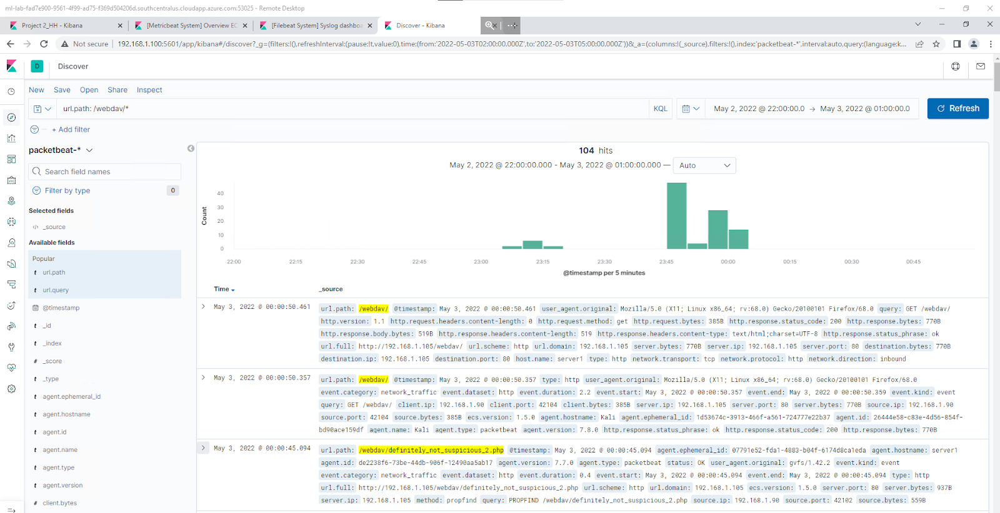 ml-lab-fad7e900-9561-4f99-ad75-f369d504206d.southcentralus.cloudapp.azure.com:53025 - Remote Desktop
Project 2_HH - Kibana
[Metricbeat System] Overview EC
[Filebeat System] Syslog dashboa
Discover - Kibana
Not secure | 192.168.1.100:5601/app/kibana#/discover?_g=(filters:!(),refreshInterval:(pause:!t,value:0),time:(from:'2022-05-03T02:00:00.000Z',to:'2022-05-03T05:00:00.000Z'))&_a=(columns:!(_source),filters:!(),index:'packetbeat-*',interval:auto,query:(language:k...
D Discover
New Save Open Share Inspect
url.path: /webdav/* KQL May 2, 2022 @ 22:00:00.0 → May 3, 2022 @ 01:00:00.0 Refresh
+ Add filter
packetbeat-*
Search field names
Filter by type 0
Selected fields
_source
Available fields
Popular
t url.path
t url.query
@timestamp
t _id
t _index
# _score
t _type
t agent.ephemeral_id
t agent.hostname
t agent.id
t agent.name
t agent.type
t agent.version
# client.bytes
104 hits
May 2, 2022 @ 22:00:00.000 - May 3, 2022 @ 01:00:00.000 — Auto
Count
40
30
20
10
0
22:00 22:15 22:30 22:45 23:00 23:15 23:30 23:45 00:00 00:15 00:30 00:45
@timestamp per 5 minutes
Time _source
May 3, 2022 @ 00:00:50.461
url.path: /webdav/ @timestamp: May 3, 2022 @ 00:00:50.461 user_agent.original: Mozilla/5.0 (X11; Linux x86_64; rv:68.0) Gecko/20100101 Firefox/68.0 query: GET /webdav/
http.version: 1.1 http.request.headers.content-length: 0 http.request.method: get http.request.bytes: 385B http.response.status_code: 200 http.response.bytes: 770B
http.response.body.bytes: 519B http.response.headers.content-length: 519 http.response.headers.content-type: text/html;charset=UTF-8 http.response.status_phrase: ok
url.full: http://192.168.1.105/webdav/ url.scheme: http url.domain: 192.168.1.105 server.bytes: 770B server.ip: 192.168.1.105 server.port: 80 destination.bytes: 770B
destination.ip: 192.168.1.105 destination.port: 80 host.name: server1 type: http network.transport: tcp network.protocol: http network.direction: inbound
May 3, 2022 @ 00:00:50.357
url.path: /webdav/ @timestamp: May 3, 2022 @ 00:00:50.357 type: http user_agent.original: Mozilla/5.0 (X11; Linux x86_64; rv:68.0) Gecko/20100101 Firefox/68.0
event.category: network_traffic event.dataset: http event.duration: 2.2 event.start: May 3, 2022 @ 00:00:50.357 event.end: May 3, 2022 @ 00:00:50.359 event.kind: event
query: GET /webdav/ client.ip: 192.168.1.90 client.port: 42104 client.bytes: 385B server.ip: 192.168.1.105 server.port: 80 server.bytes: 770B source.ip: 192.168.1.90
source.port: 42104 source.bytes: 385B ecs.version: 1.5.0 agent.hostname: Kali agent.ephemeral_id: 1d53674c-3913-466f-a561-724777e22b37 agent.id: 26444e58-c83e-4d56-854f-
bd90ace159df agent.name: Kali agent.type: packetbeat agent.version: 7.8.0 http.response.status_phrase: ok http.response.status_code: 200 http.response.bytes: 770B
May 3, 2022 @ 00:00:45.094
url.path: /webdav/definitely_not_suspicious_2.php @timestamp: May 3, 2022 @ 00:00:45.094 agent.ephemeral_id: 07791e52-fda1-4883-b04f-6174d8ca1eda agent.hostname: server1
agent.id: de2238f6-73be-44db-906f-12490aa5ab17 agent.version: 7.7.0 agent.type: packetbeat status: OK user_agent.original: gvfs/1.42.2 event.kind: event
event.category: network_traffic event.dataset: http event.duration: 0.4 event.start: May 3, 2022 @ 00:00:45.094 event.end: May 3, 2022 @ 00:00:45.094 type: http
url.full: http://192.168.1.105/webdav/definitely_not_suspicious_2.php url.scheme: http url.domain: 192.168.1.105 ecs.version: 1.5.0 server.port: 80 server.bytes: 937B
server.ip: 192.168.1.105 method: propfind query: PROPFIND /webdav/definitely_not_suspicious_2.php source.ip: 192.168.1.90 source.port: 42102 source.bytes: 559B